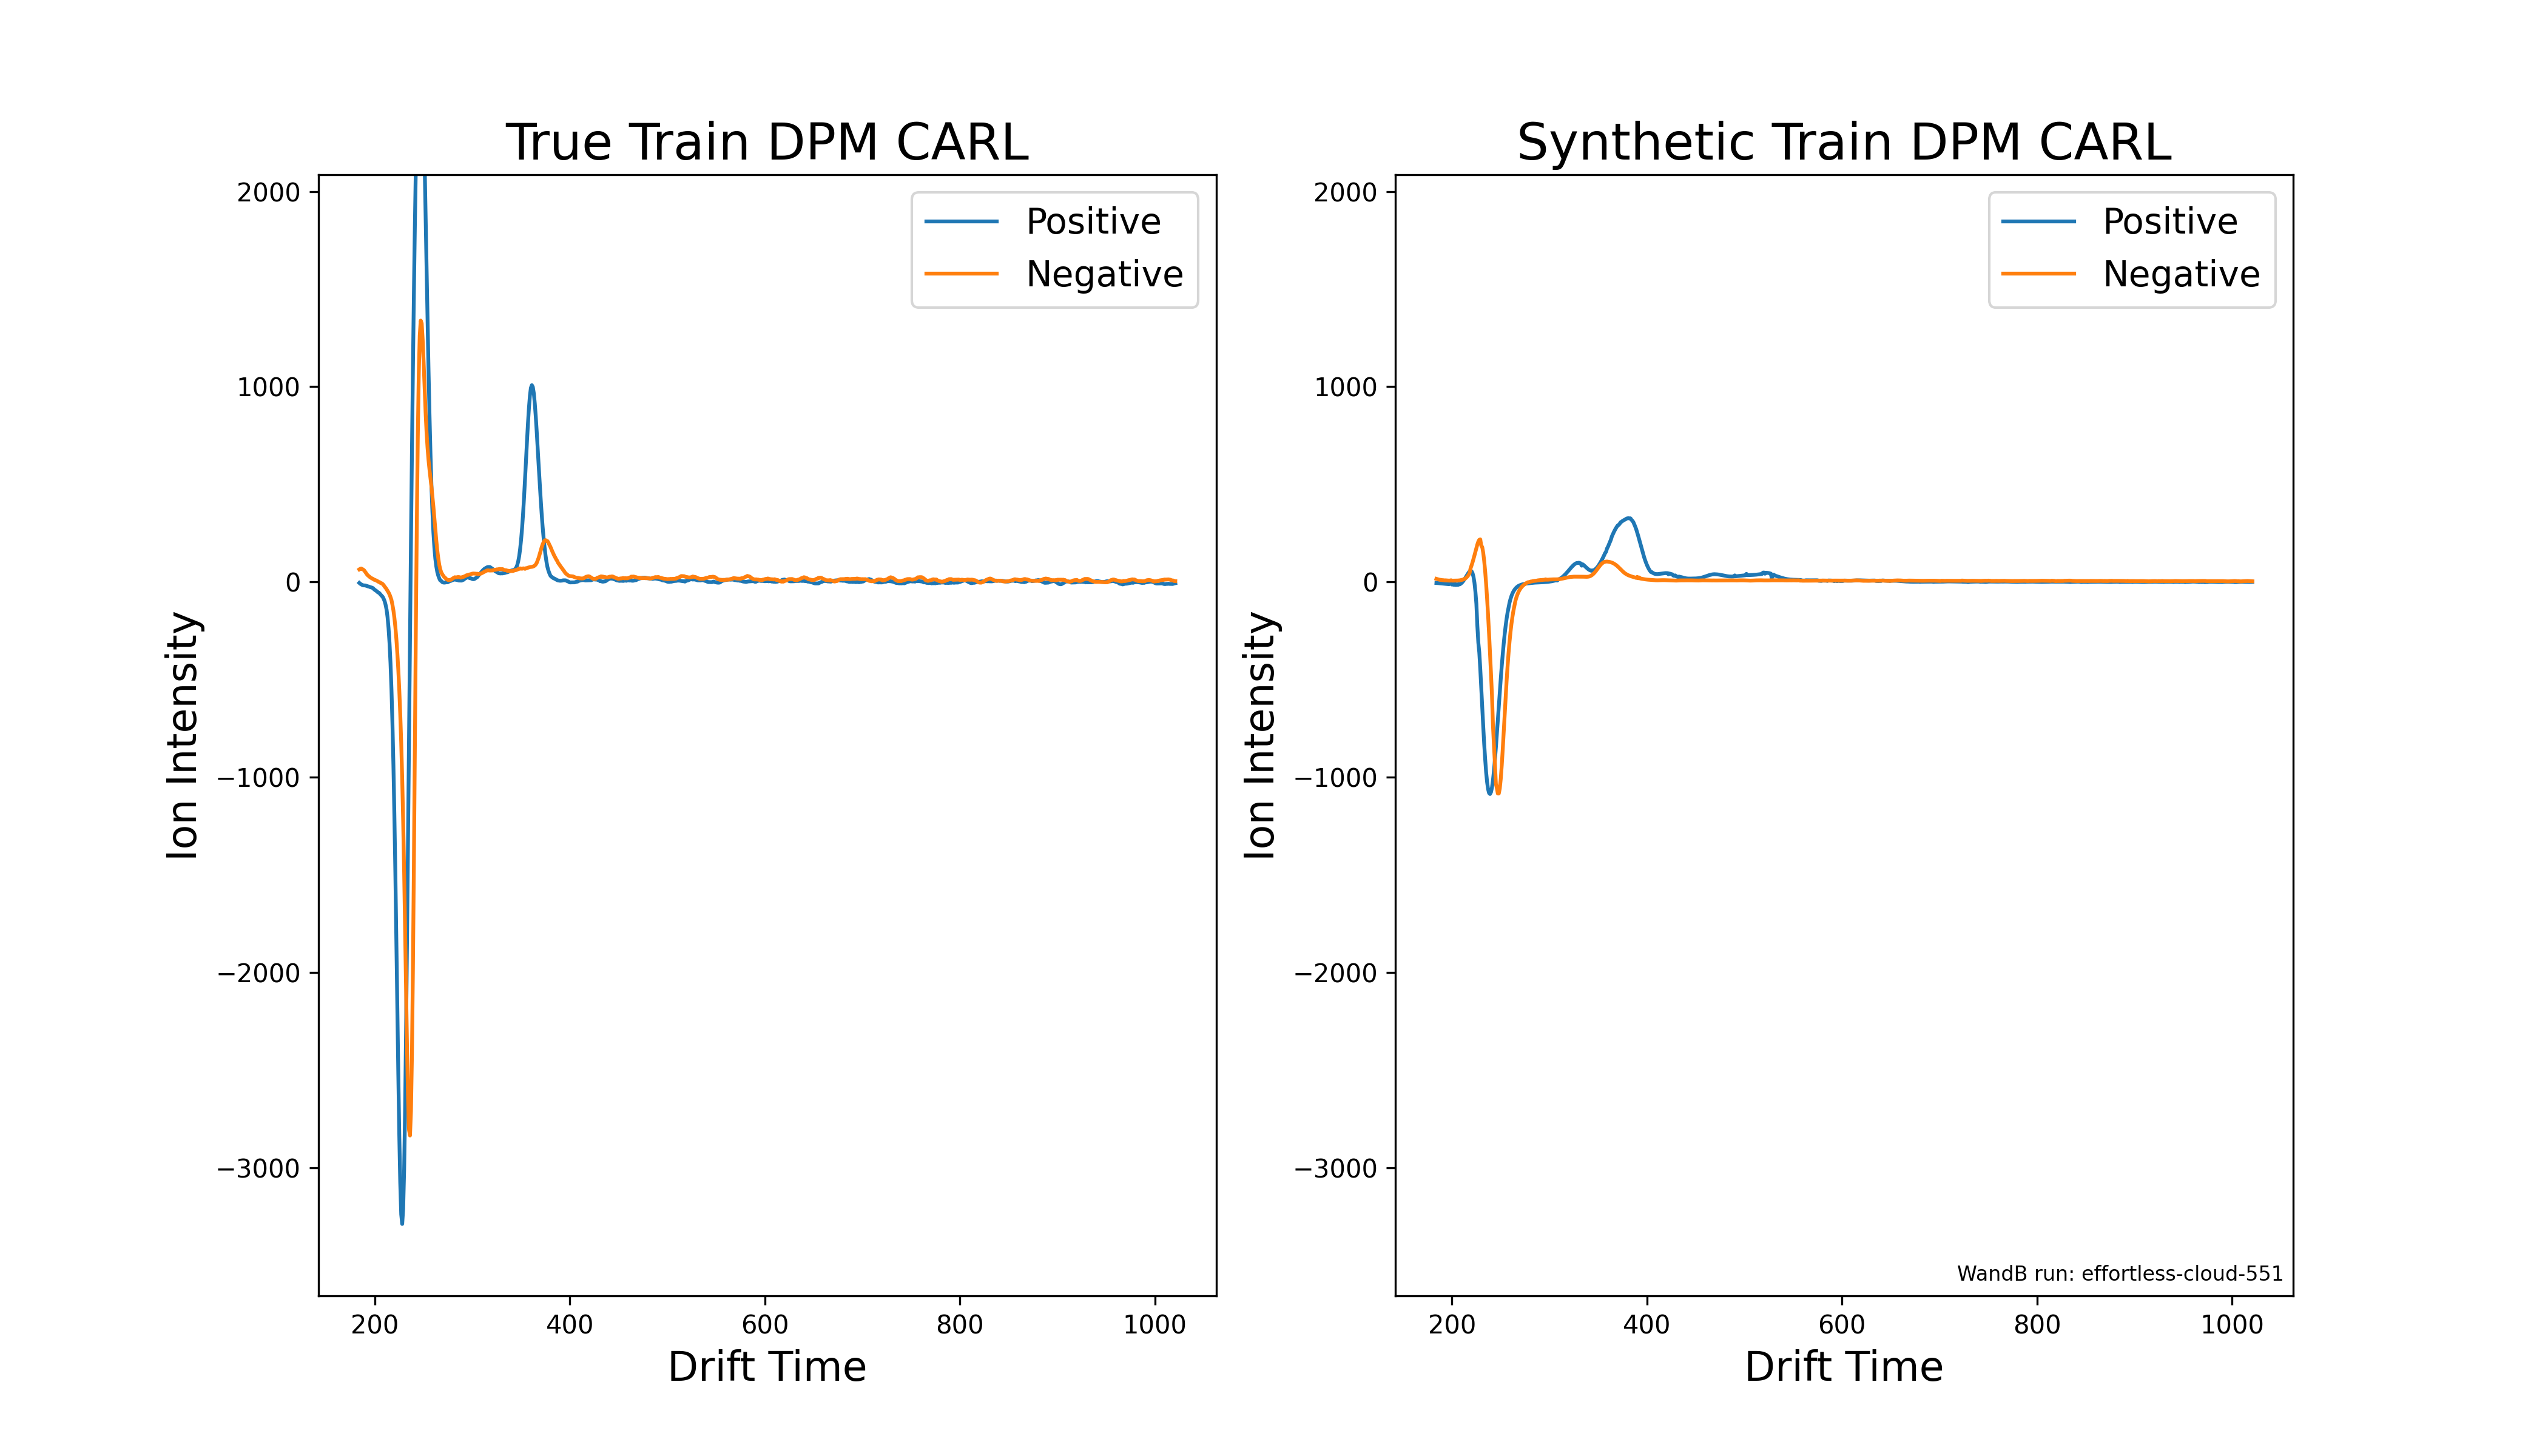 True Train DPM CARL
Positive
Negative
2000
1000
0
−1000
−2000
−3000
Ion Intensity
200 400 600 800 1000
Drift Time
Synthetic Train DPM CARL
Positive
Negative
2000
1000
0
−1000
−2000
−3000
Ion Intensity
WandB run: effortless-cloud-551
200 400 600 800 1000
Drift Time